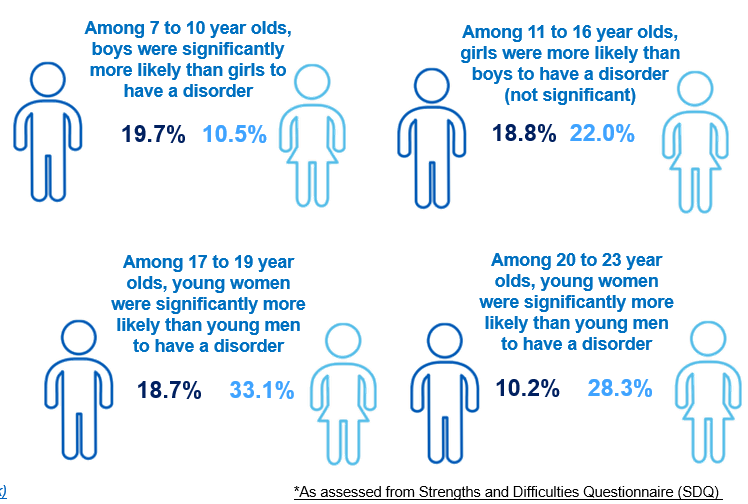 Among 7 to 10 year olds,
boys were significantly
more likely than girls to
have a disorder
19.7% 10.5%
Among 11 to 16 year olds,
girls were more likely than
boys to have a disorder
(not significant)
18.8% 22.0%
Among 17 to 19 year
olds, young women
were significantly more
likely than young men
to have a disorder
18.7% 33.1%
Among 20 to 23 year
olds, young women
were significantly more
likely than young men
to have a disorder
10.2% 28.3%
*As assessed from Strengths and Difficulties Questionnaire (SDQ)